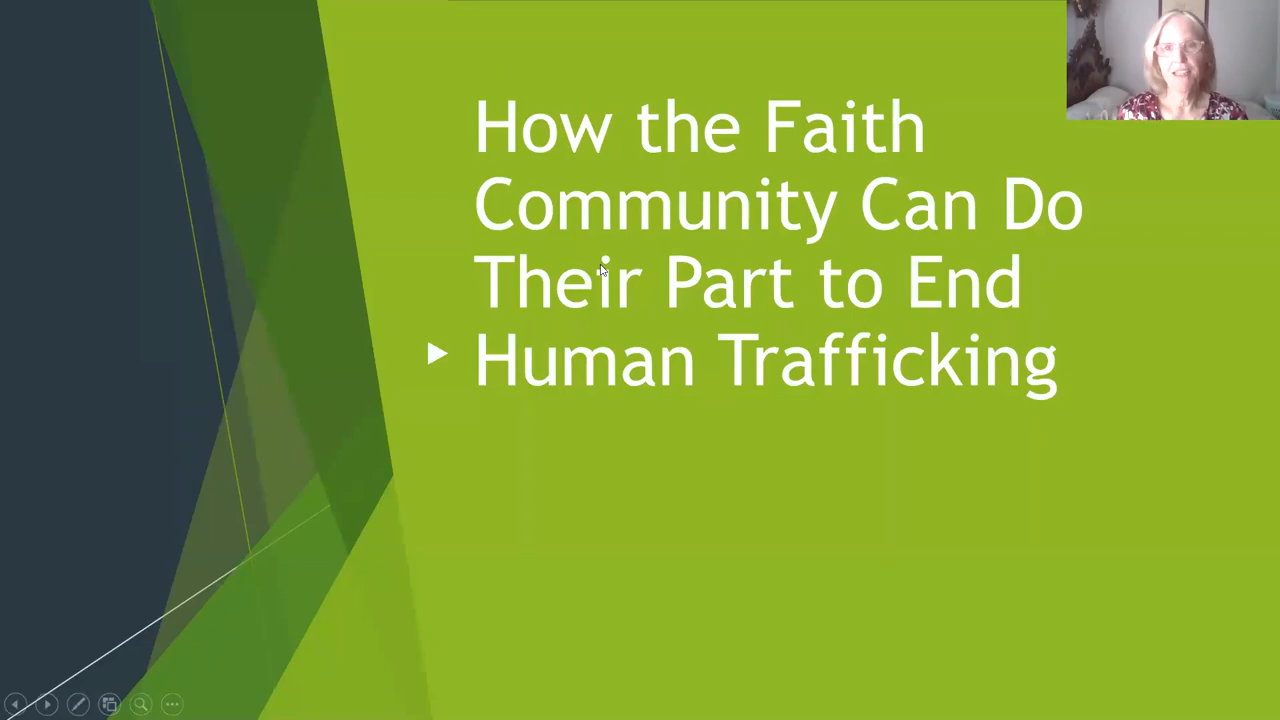 How the Faith
Community Can Do
Their Part to End
Human Trafficking